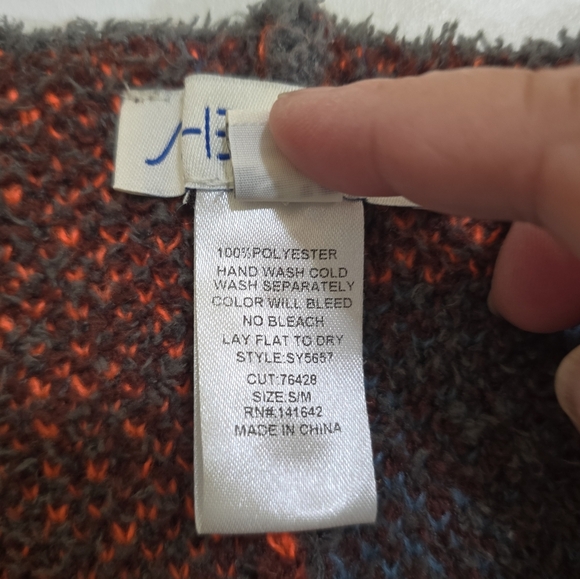 100%POLYESTER
HAND WASH COLD
WASH SEPARATELY
COLOR WILL BLEED
NO BLEACH
LAY FLAT TO DRY
STYLE:SY5657
CUT:76428
SIZE:S/M
RN#:141642
MADE IN CHINA